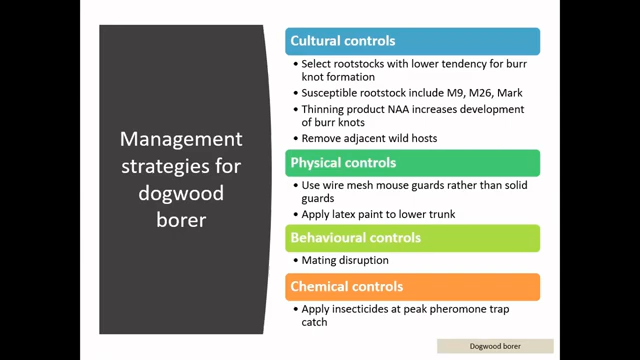 Management
strategies for
dogwood
borer
Cultural controls
• Select rootstocks with lower tendency for burr
knot formation
• Susceptible rootstock include M9, M26, Mark
• Thinning product NAA increases development
of burr knots
• Remove adjacent wild hosts
Physical controls
• Use wire mesh mouse guards rather than solid
guards
• Apply latex paint to lower trunk
Behavioural controls
• Mating disruption
Chemical controls
• Apply insecticides at peak pheromone trap
catch
Dogwood borer